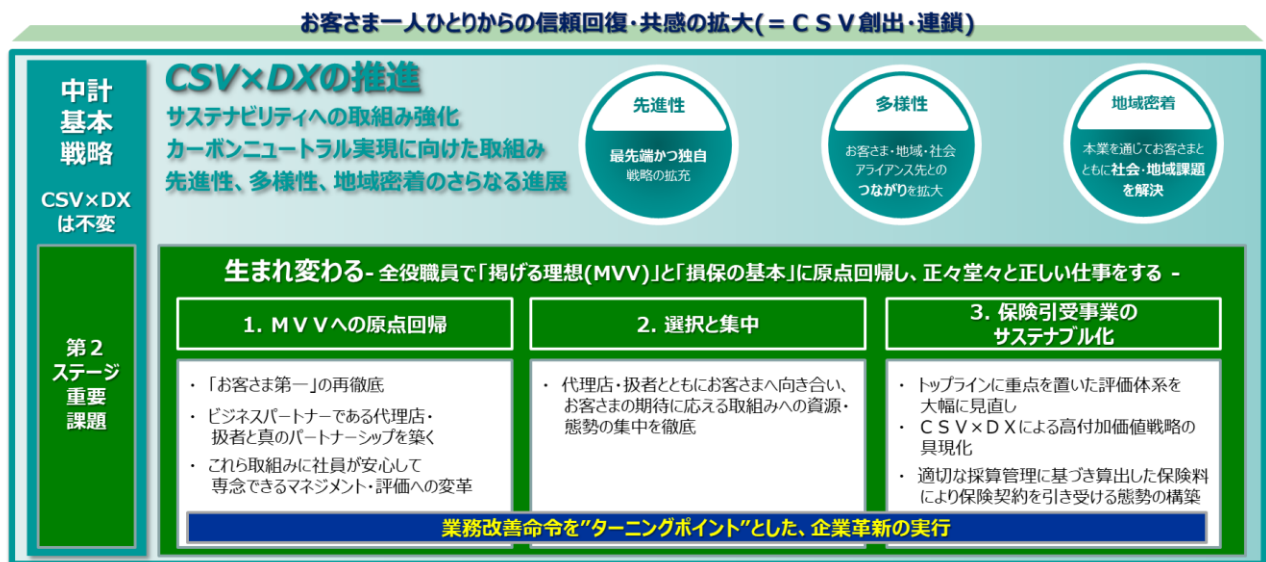 お客さま一人ひとりからの信頼回復・共感の拡大(=ＣＳＶ創出・連鎖)
中計
基本
戦略
CSV×DX
は不変
CSV×DXの推進
サステナビリティへの取組み強化
カーボンニュートラル実現に向けた取組み
先進性、多様性、地域密着のさらなる進展
先進性
最先端かつ独自
戦略の拡充
多様性
お客さま・地域・社会
アライアンス先との
つながりを拡大
地域密着
本業を通じてお客さまと
ともに社会・地域課題
を解決
第２
ステージ
重要
課題
生まれ変わる- 全役職員で「掲げる理想(MVV)」と「損保の基本」に原点回帰し、正々堂々と正しい仕事をする -
1. ＭＶＶへの原点回帰
・「お客さま第一」の再徹底
・ ビジネスパートナーである代理店・
扱者と真のパートナーシップを築く
・ これら取組みに社員が安心して
専念できるマネジメント・評価への変革
2. 選択と集中
・ 代理店・扱者とともにお客さまへ向き合い、
お客さまの期待に応える取組みへの資源・
態勢の集中を徹底
3. 保険引受事業の
サステナブル化
・ トップラインに重点を置いた評価体系を
大幅に見直し
・ ＣＳＶ×ＤＸによる高付加価値戦略の
具現化
・ 適切な採算管理に基づき算出した保険料
により保険契約を引き受ける態勢の構築
業務改善命令を”ターニングポイント”とした、企業革新の実行